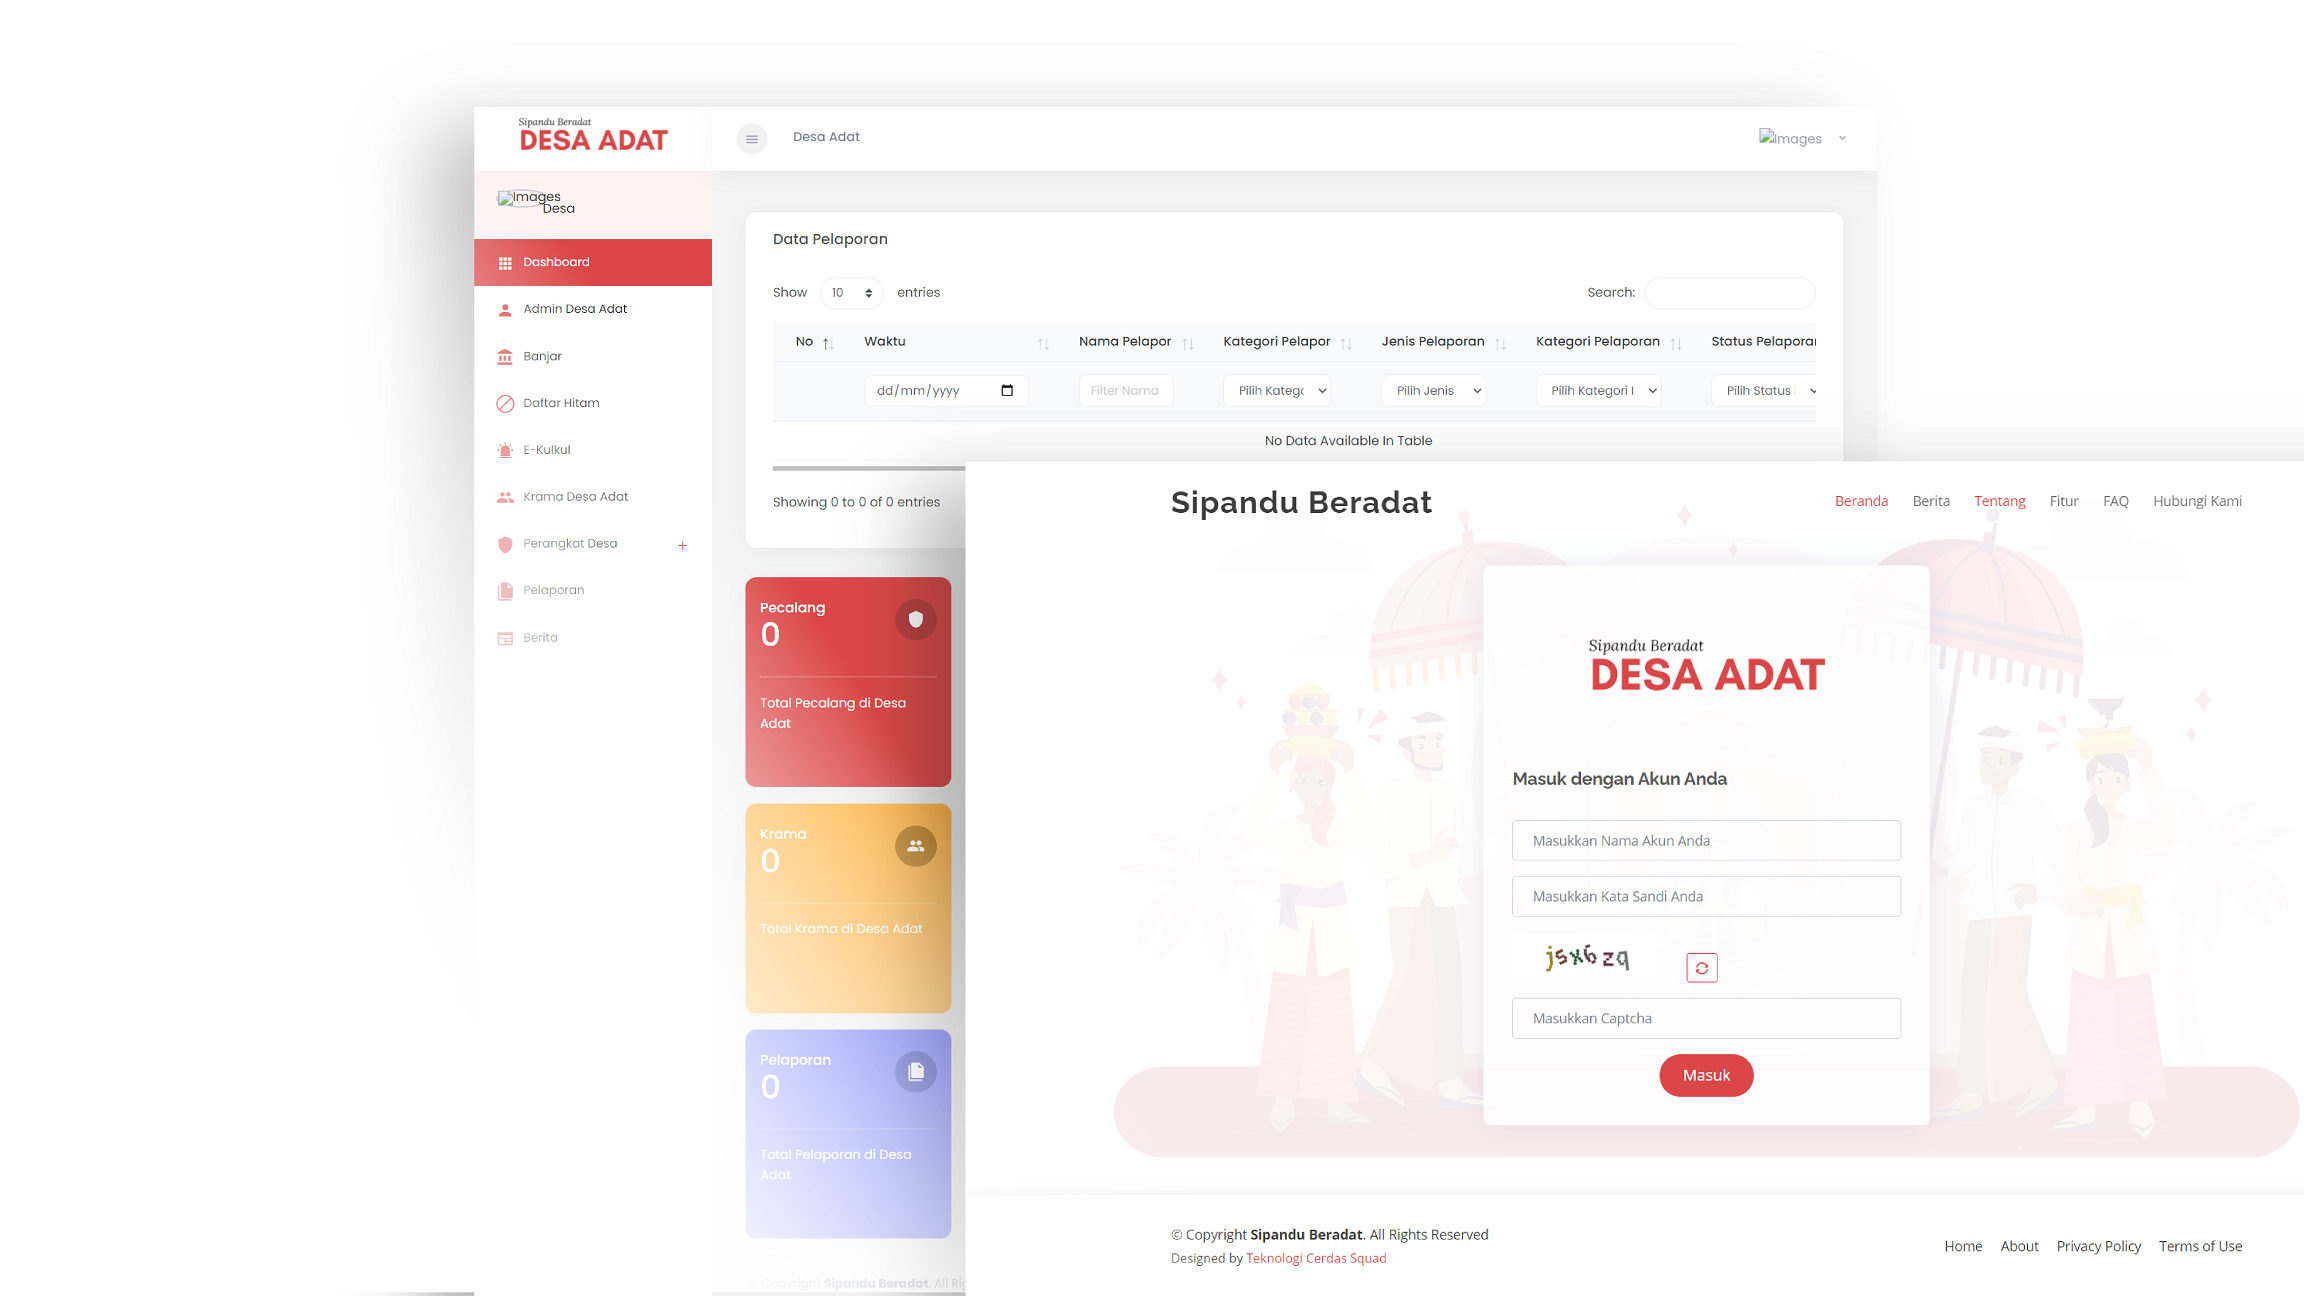 Sipandu Beradat
DESA ADAT
Desa Adat
Images
Images
Desa
Dashboard
Admin Desa Adat
Banjar
Daftar Hitam
E-Kulkul
Krama Desa Adat
Perangkat Desa +
Pelaporan
Berita
Data Pelaporan
Show 10 entries
Search:
No Waktu Nama Pelapor Kategori Pelapor Jenis Pelaporan Kategori Pelaporan Status Pelaporan
dd/mm/yyyy Filter Nama Pilih Katego Pilih Jenis Pilih Kategori Pilih Status
No Data Available In Table
Showing 0 to 0 of 0 entries
Pecalang
0
Total Pecalang di Desa
Adat
Krama
0
Total Krama di Desa Adat
Pelaporan
0
Total Pelaporan di Desa
Adat
© Copyright Sipandu Beradat. All Rig
Sipandu Beradat
Beranda Berita Tentang Fitur FAQ Hubungi Kami
Sipandu Beradat
DESA ADAT
Masuk dengan Akun Anda
Masukkan Nama Akun Anda
Masukkan Kata Sandi Anda
jsx6zq
Masukkan Captcha
Masuk
© Copyright Sipandu Beradat. All Rights Reserved
Designed by Teknologi Cerdas Squad
Home About Privacy Policy Terms of Use